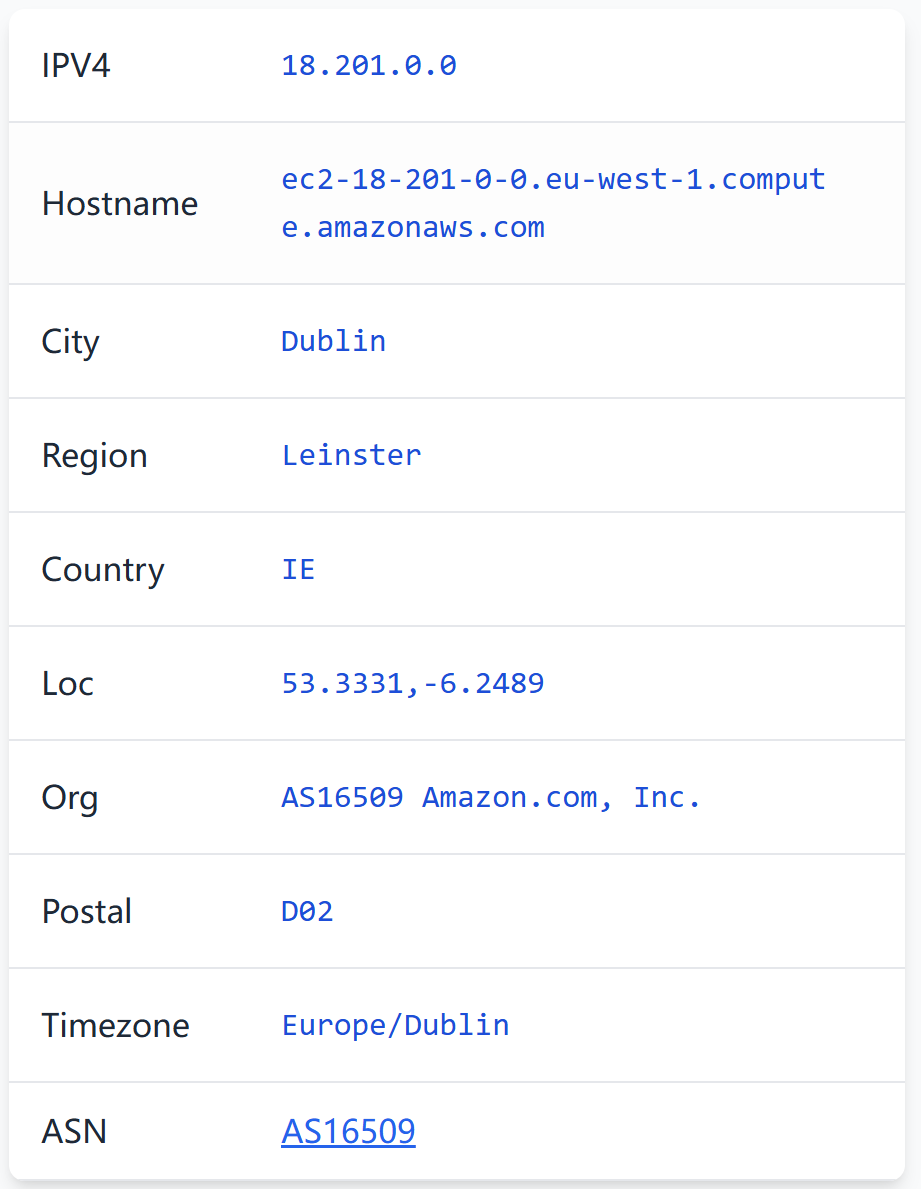 IPV4 18.201.0.0
Hostname ec2-18-201-0-0.eu-west-1.comput
e.amazonaws.com
City Dublin
Region Leinster
Country IE
Loc 53.3331,-6.2489
Org AS16509 Amazon.com, Inc.
Postal D02
Timezone Europe/Dublin
ASN AS16509